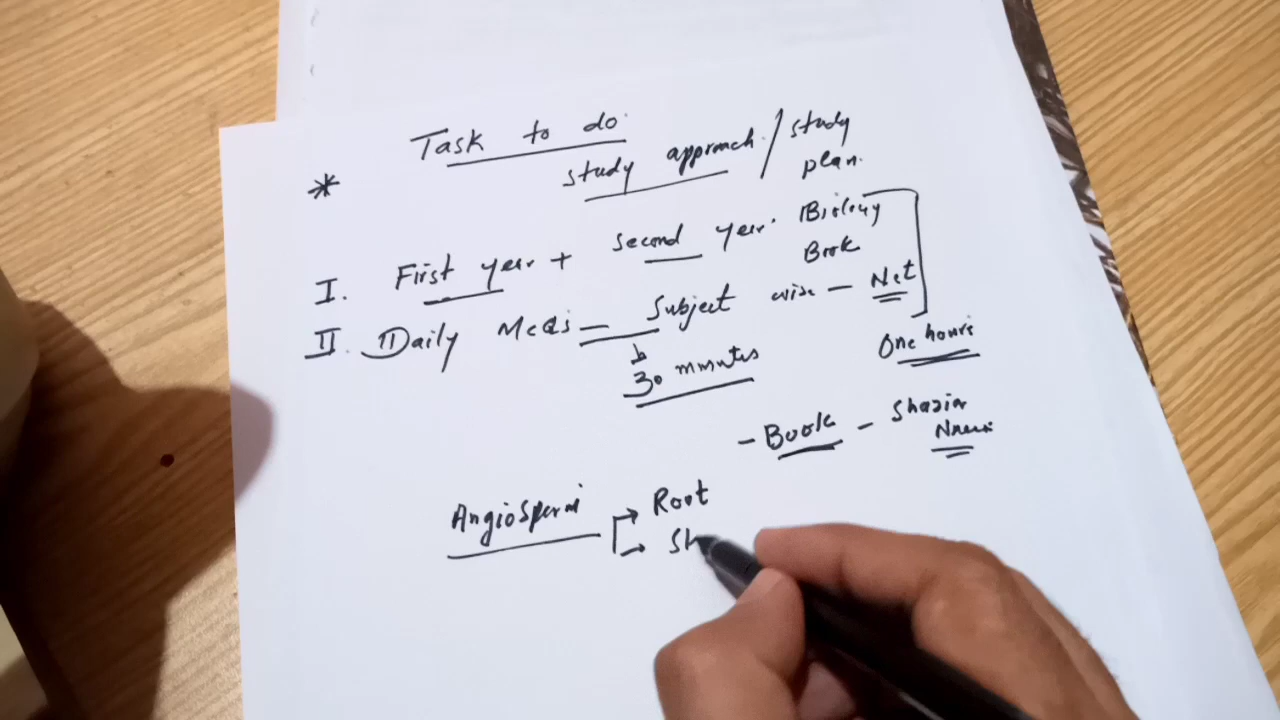 Task to do
* study approach / study
plan.
I. First year + second year Biology
Book
II. Daily McQs — Subject wise — Net
30 minutes
One hours
- Book - Shazia
Angiosperm
Root